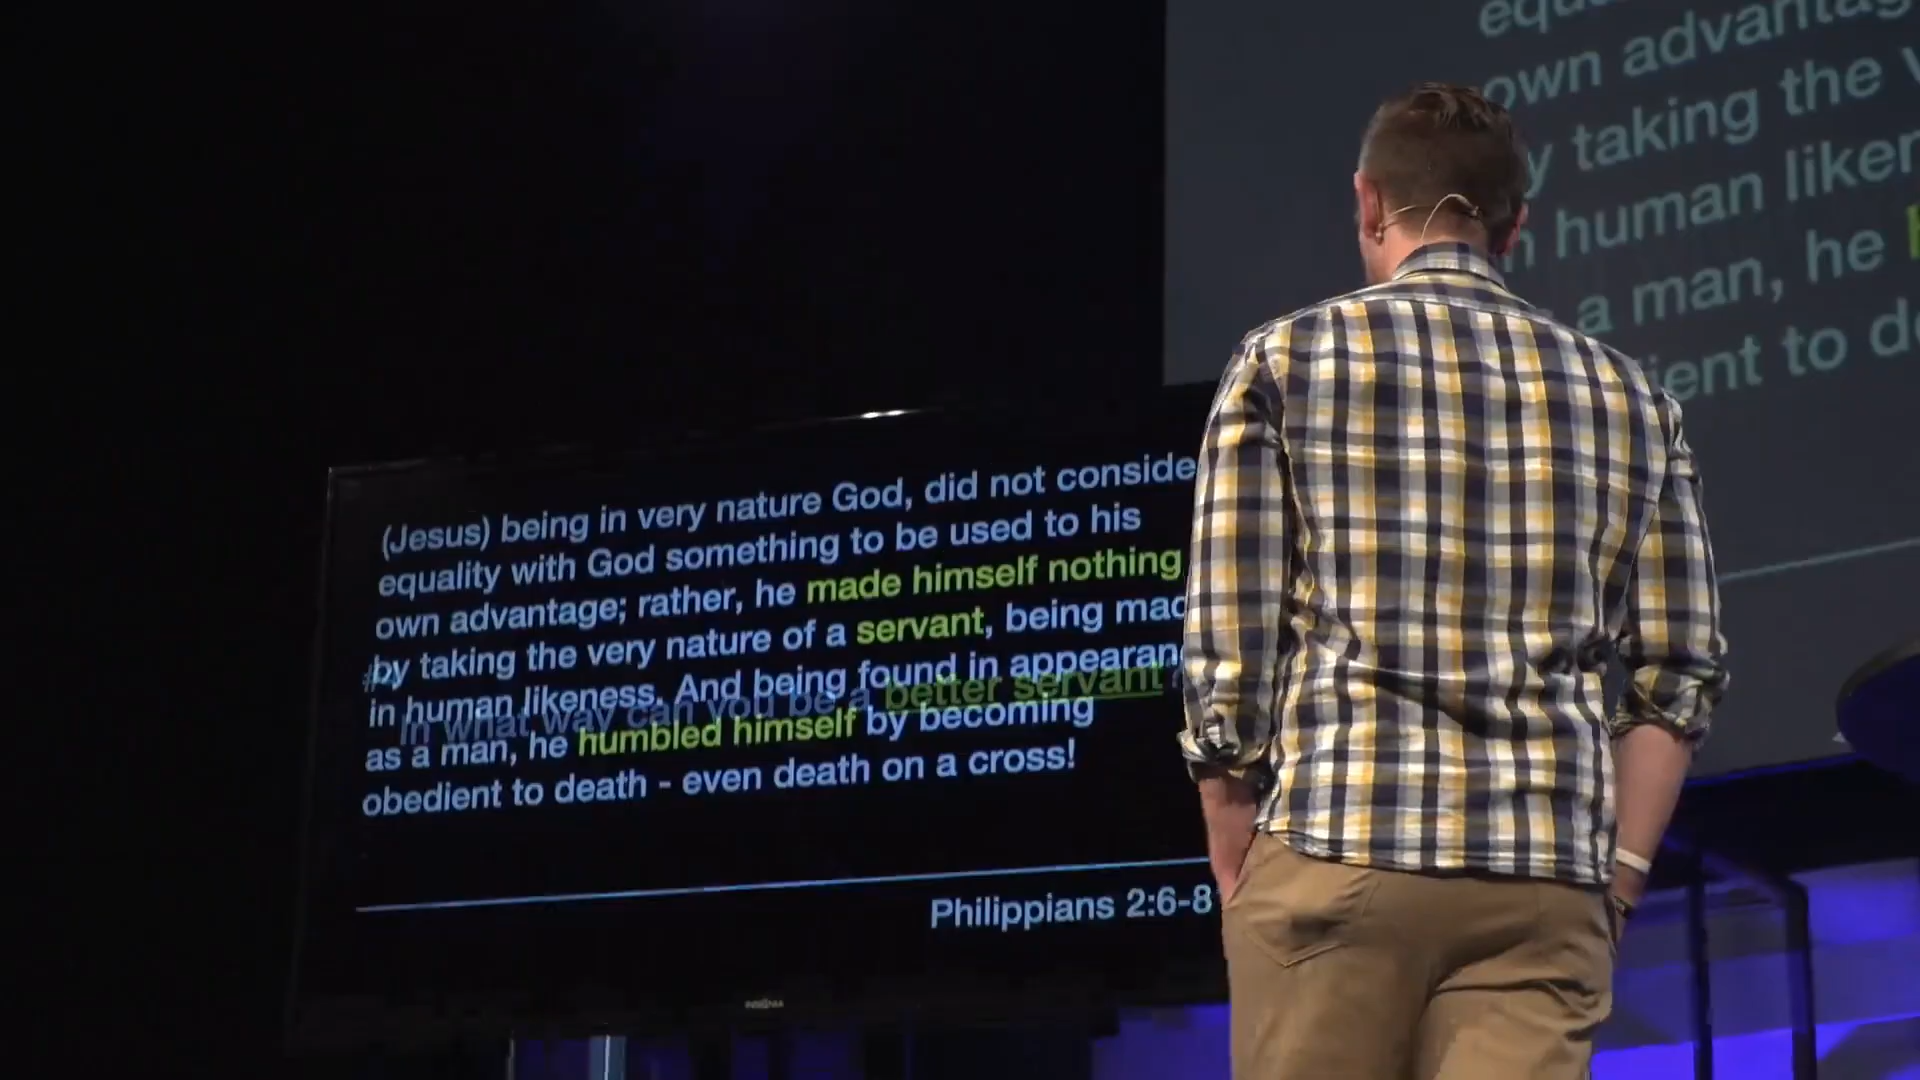 (Jesus) being in very nature God, did not conside
equality with God something to be used to his
own advantage; rather, he made himself nothing
by taking the very nature of a servant, being mad
in human likeness. And being found in appearan
as a man, he humbled himself by becoming
obedient to death - even death on a cross!
In what way can you be a better servant?
Philippians 2:6-8
INSIGNIA
equa
own advantag
y taking the v
n human liken
a man, he h
ient to de